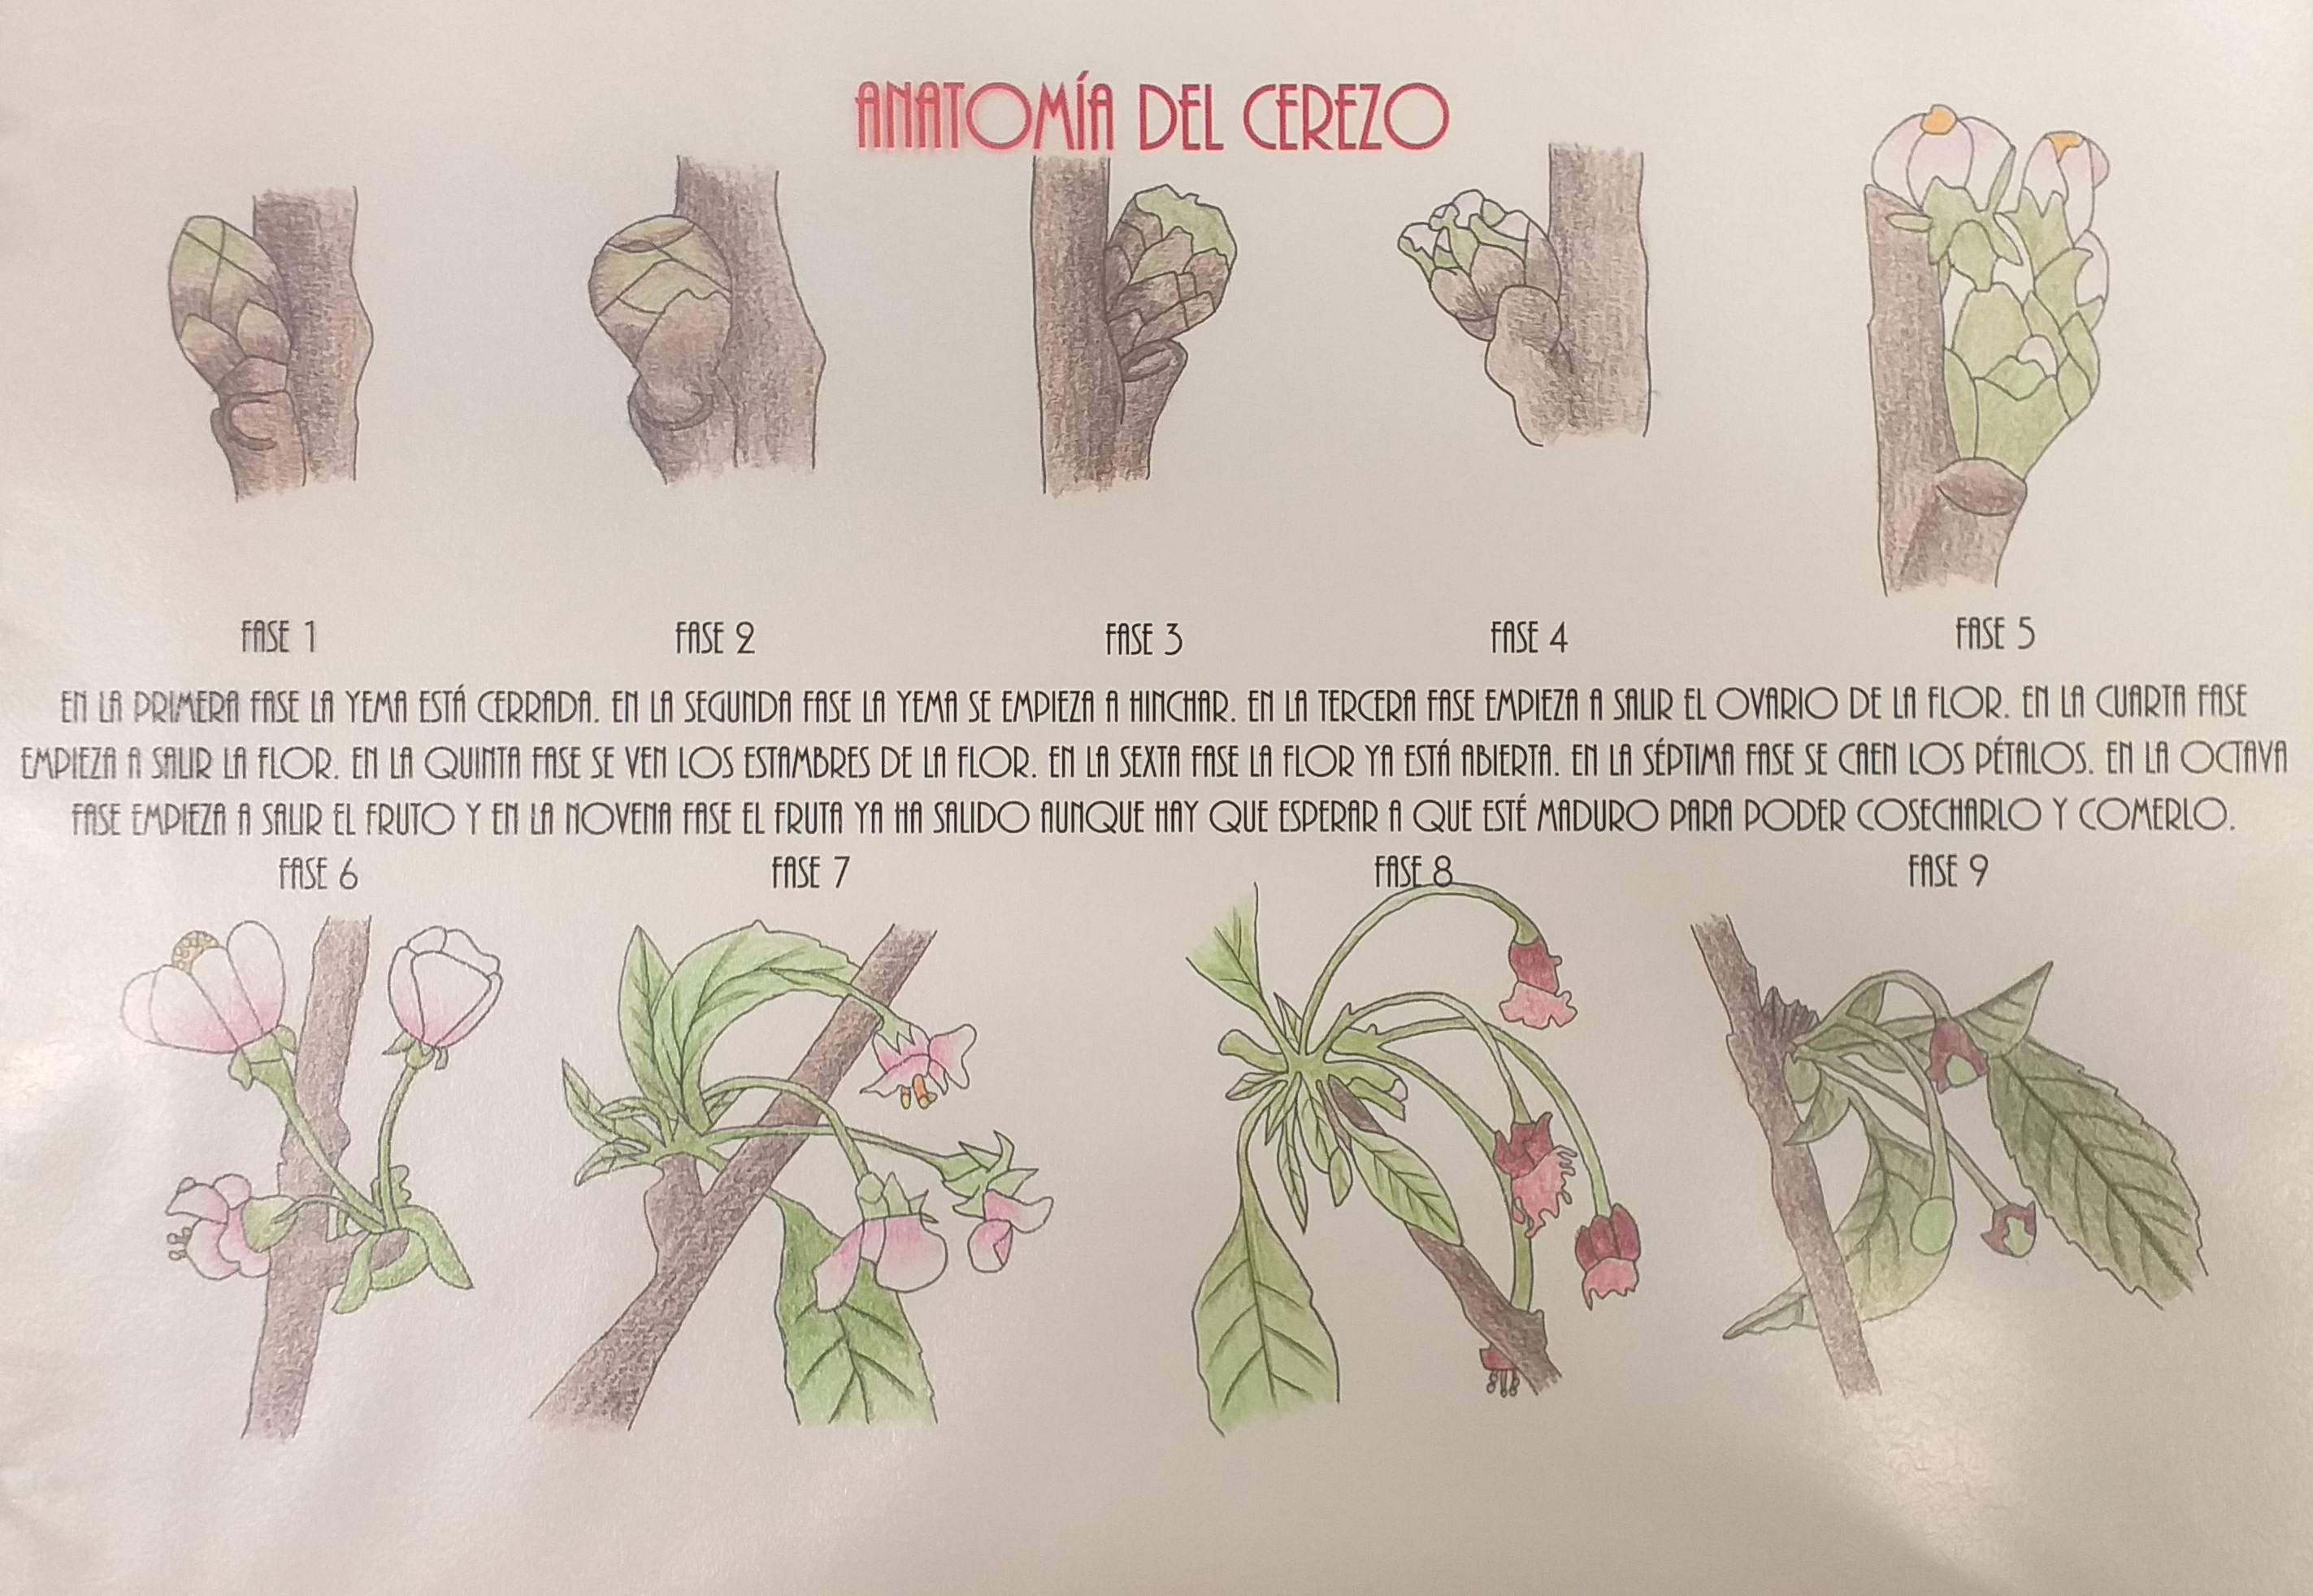 ANATOMÍA DEL CEREZO
FASE 1
FASE 2
FASE 3
FASE 4
FASE 5
EN LA PRIMERA FASE LA YEMA ESTÁ CERRADA. EN LA SEGUNDA FASE LA YEMA SE EMPIEZA A HINCHAR. EN LA TERCERA FASE EMPIEZA A SALIR EL OVARIO DE LA FLOR. EN LA CUARTA FASE
EMPIEZA A SALIR LA FLOR. EN LA QUINTA FASE SE VEN LOS ESTAMBRES DE LA FLOR. EN LA SEXTA FASE LA FLOR YA ESTÁ ABIERTA. EN LA SÉPTIMA FASE SE CAEN LOS PÉTALOS. EN LA OCTAVA
FASE EMPIEZA A SALIR EL FRUTO Y EN LA NOVENA FASE EL FRUTA YA HA SALIDO AUNQUE HAY QUE ESPERAR A QUE ESTÉ MADURO PARA PODER COSECHARLO Y COMERLO.
FASE 6
FASE 7
FASE 8
FASE 9